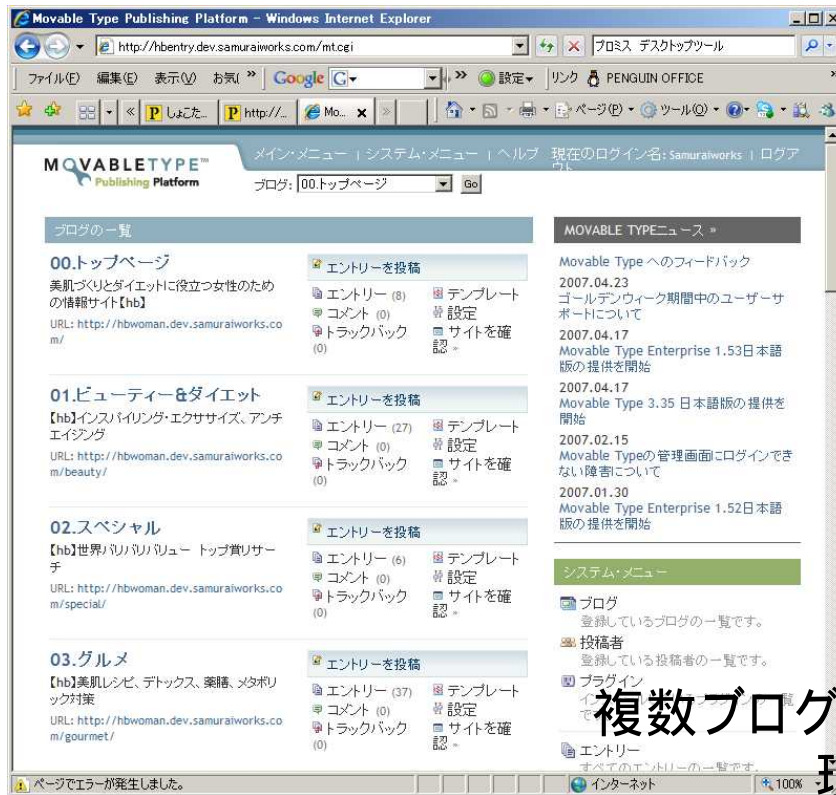 Movable Type Publishing Platform - Windows Internet Explorer
http://hbentry.dev.samuraiworks.com/mt.cgi
プロミス デスクトップツール
ファイル(F) 編集(E) 表示(V) お気( » Google G 設定 リンク PENGUIN OFFICE
« しょこた... http://... Mo... » ページ(P) ツール(O)
メイン・メニュー | システム・メニュー | ヘルプ 現在のログイン名: Samuraiworks | ログアウト
MOVABLETYPE™
Publishing Platform
ブログ: 00.トップページ Go
ブログの一覧
00.トップページ
美肌づくりとダイエットに役立つ女性のため
の情報サイト【hb】
URL: http://hbwoman.dev.samuraiworks.co
m/
エントリーを投稿
エントリー (8) テンプレート
コメント (0) 設定
トラックバック サイトを確
(0) 認 »
01.ビューティー&ダイエット
【hb】インスパイリング・エクササイズ、アンチ
エイジング
URL: http://hbwoman.dev.samuraiworks.co
m/beauty/
エントリーを投稿
エントリー (27) テンプレート
コメント (0) 設定
トラックバック サイトを確
(0) 認 »
02.スペシャル
【hb】世界バリバリバリュー トップ賞リサー
チ
URL: http://hbwoman.dev.samuraiworks.co
m/special/
エントリーを投稿
エントリー (6) テンプレート
コメント (0) 設定
トラックバック サイトを確
(0) 認 »
03.グルメ
【hb】美肌レシピ、デトックス、薬膳、メタボリ
ック対策
URL: http://hbwoman.dev.samuraiworks.co
m/gourmet/
エントリーを投稿
エントリー (37) テンプレート
コメント (0) 設定
トラックバック サイトを確
(0) 認 »
MOVABLE TYPEニュース »
Movable Type へのフィードバック
2007.04.23
ゴールデンウィーク期間中のユーザーサ
ポートについて
2007.04.17
Movable Type Enterprise 1.53日本語
版の提供を開始
2007.04.17
Movable Type 3.35 日本語版の提供を
開始
2007.02.15
Movable Typeの管理画面にログインでき
ない障害について
2007.01.30
Movable Type Enterprise 1.52日本語
版の提供を開始
システム・メニュー
ブログ
登録しているブログの一覧です。
投稿者
登録している投稿者の一覧です。
プラグイン
複数ブログ
エントリー
すべてのエントリーの一覧です。
ページでエラーが発生しました。 インターネット 100%